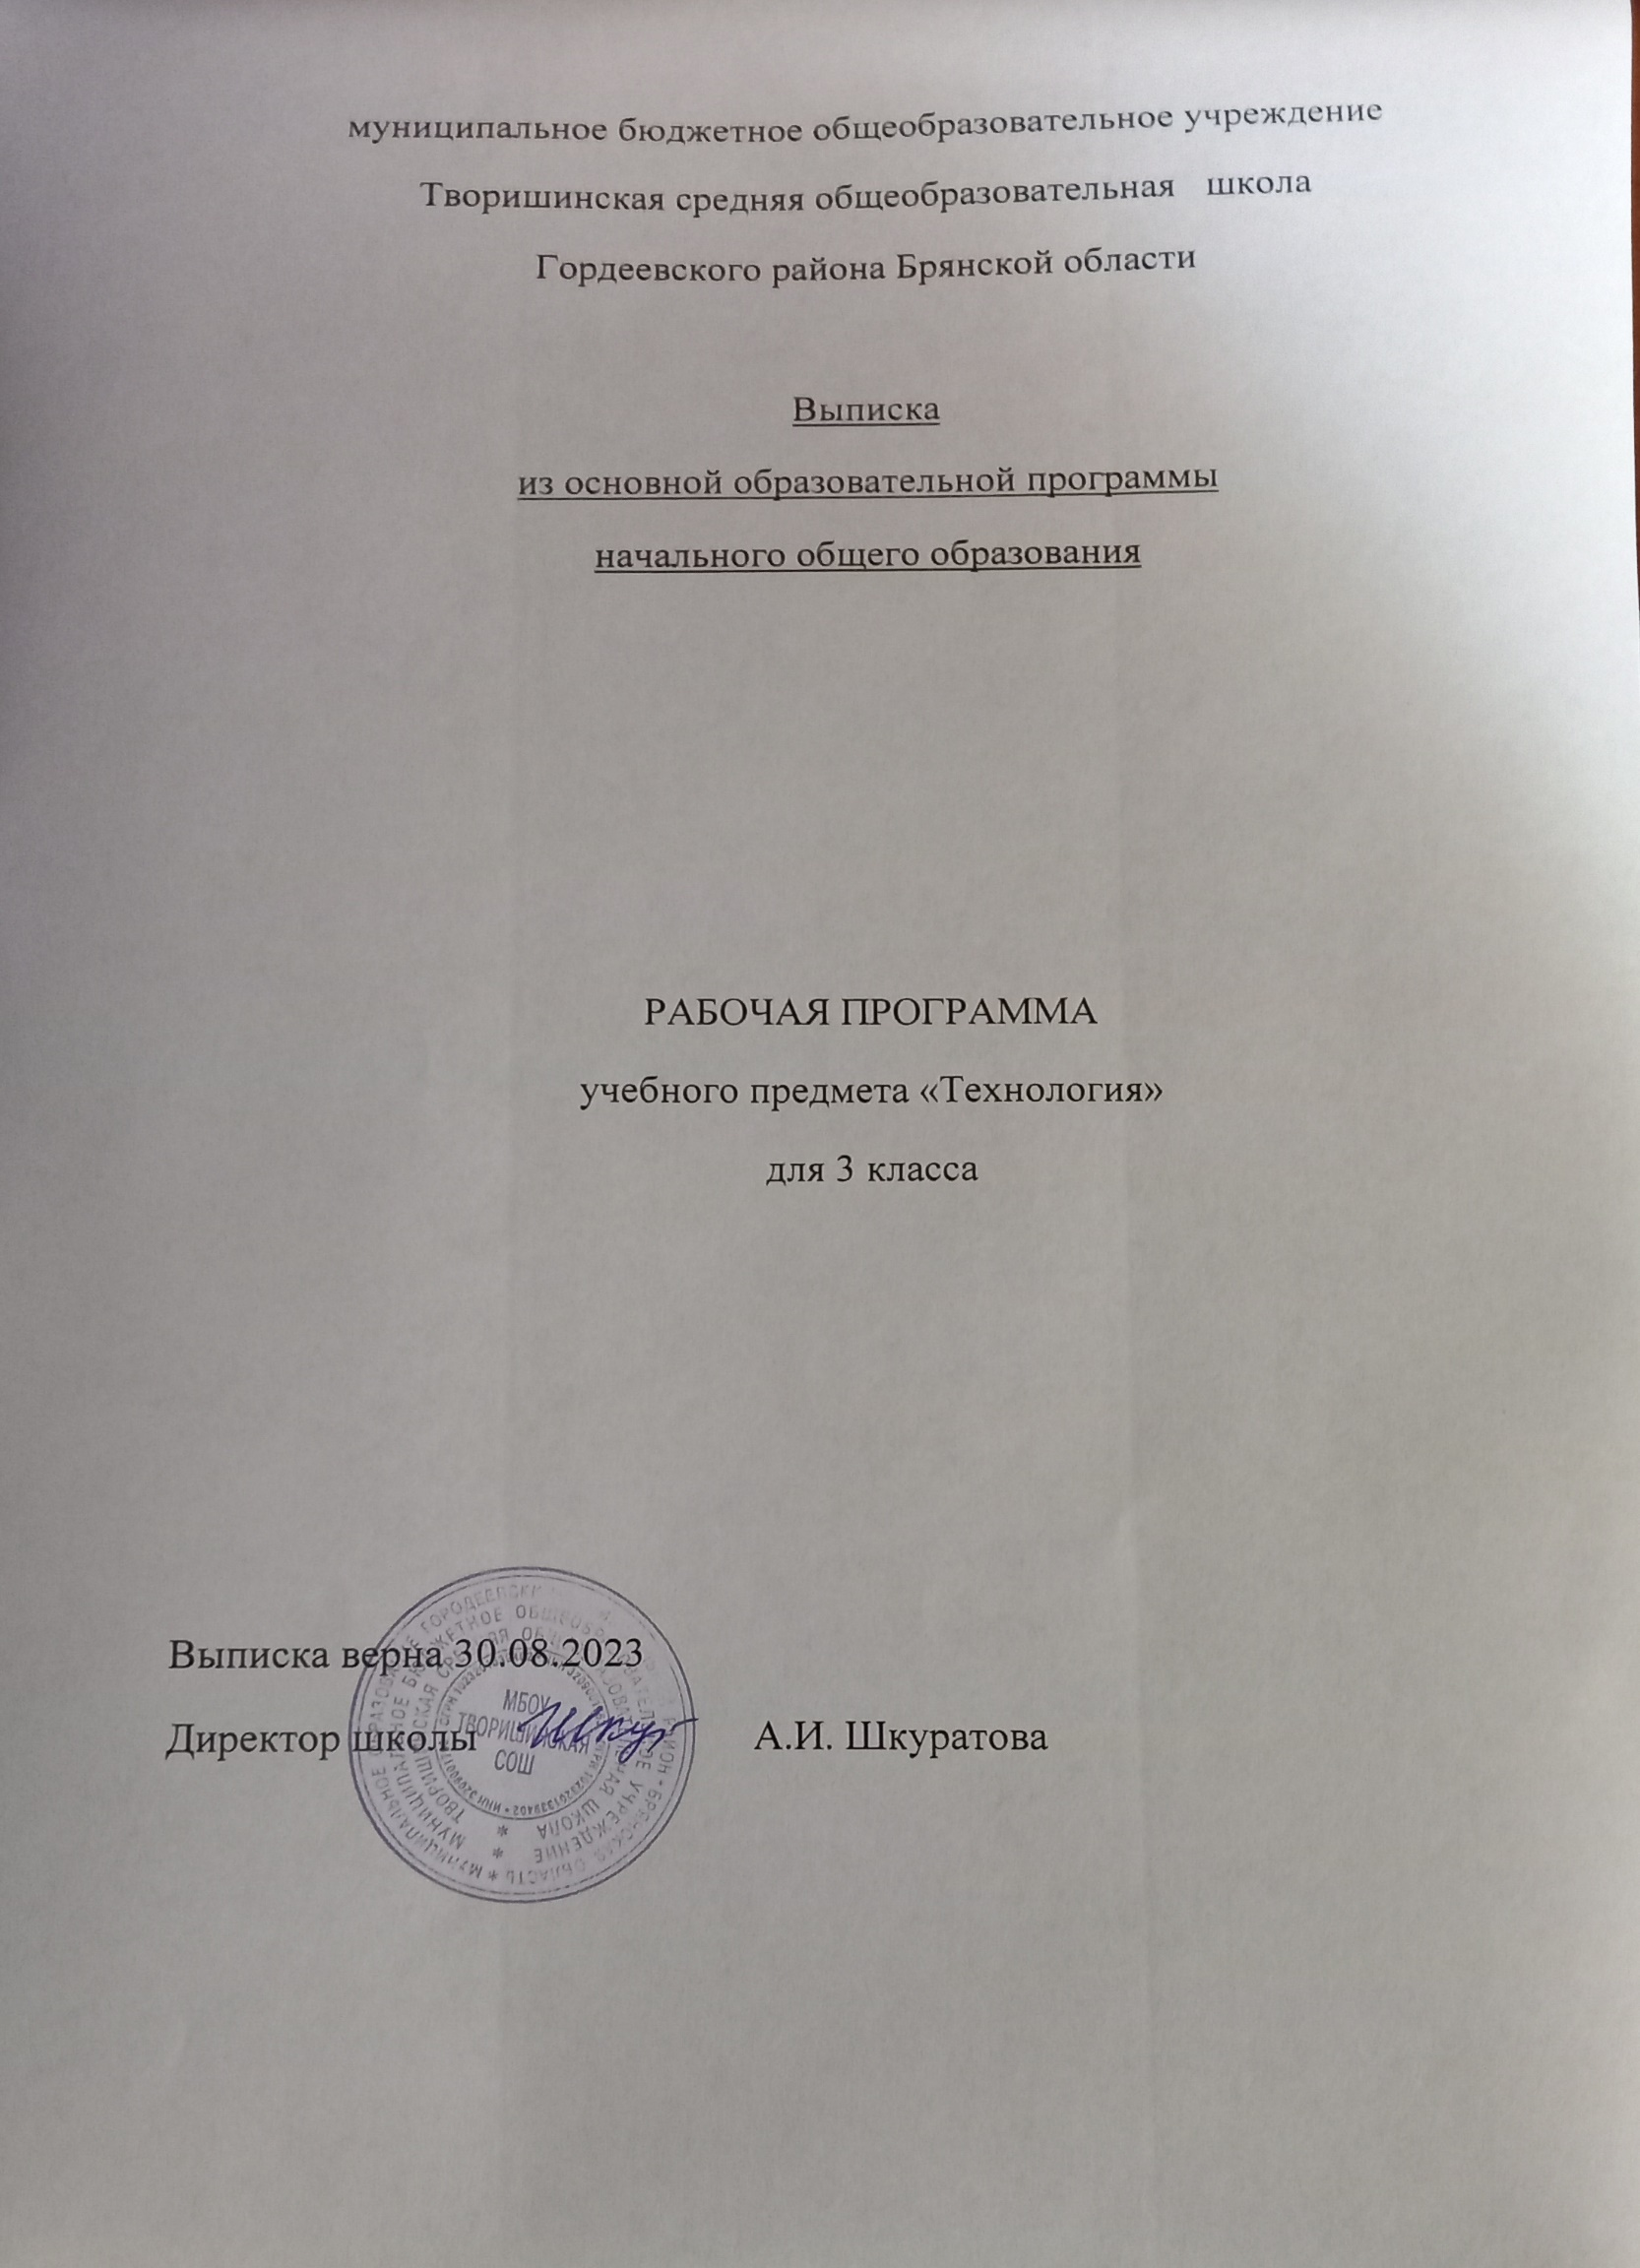 муниципальное бюджетное общеобразовательное учреждение
Творишинская средняя общеобразовательная школа
Гордеевского района Брянской области
Выписка
из основной образовательной программы
начального общего образования
РАБОЧАЯ ПРОГРАММА
учебного предмета «Технология»
для 3 класса
Выписка верна 30.08.2023
Директор школы
А.И. Шкуратова
МБОУ
ТВОРИШИНСКАЯ
СОШ